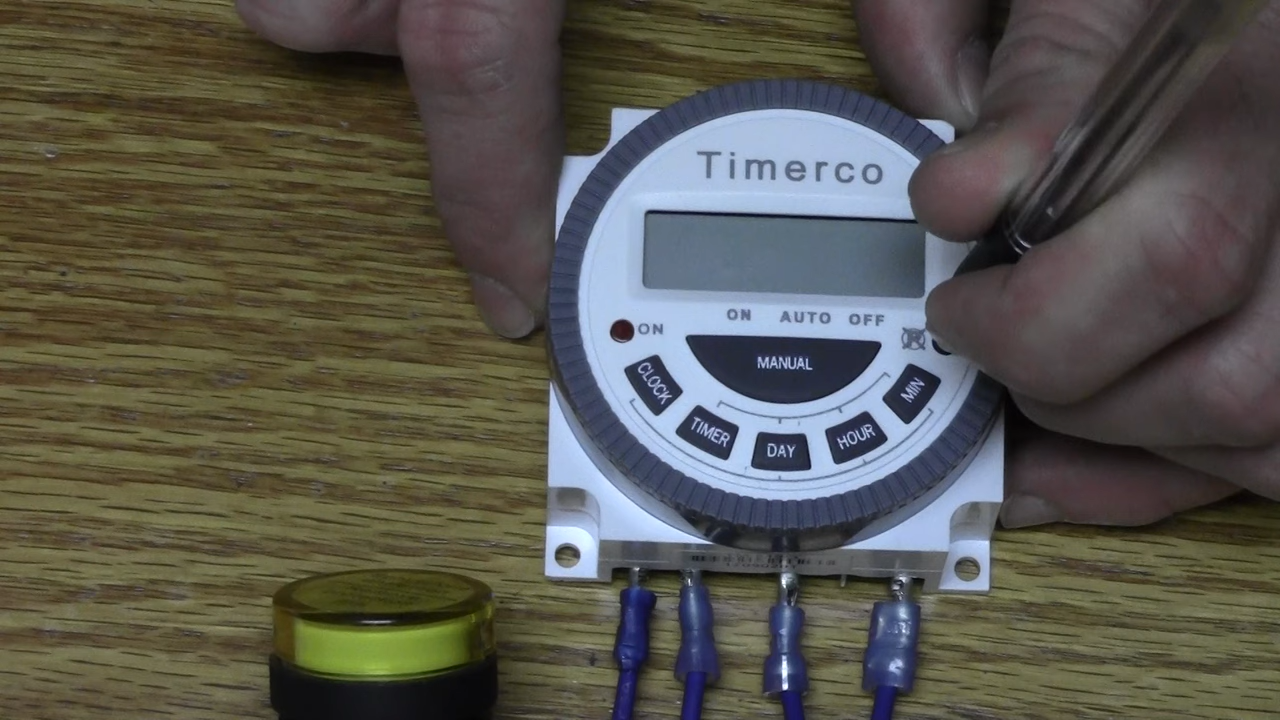 Timerco
ON AUTO OFF
ON
MANUAL
CLOCK
TIMER
DAY
HOUR
MIN